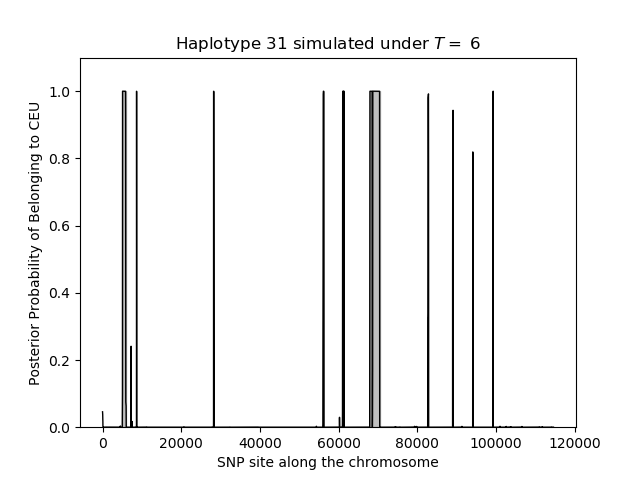 Haplotype 31 simulated under T = 6
Posterior Probability of Belonging to CEU
1.0
0.8
0.6
0.4
0.2
0.0
0 20000 40000 60000 80000 100000 120000
SNP site along the chromosome